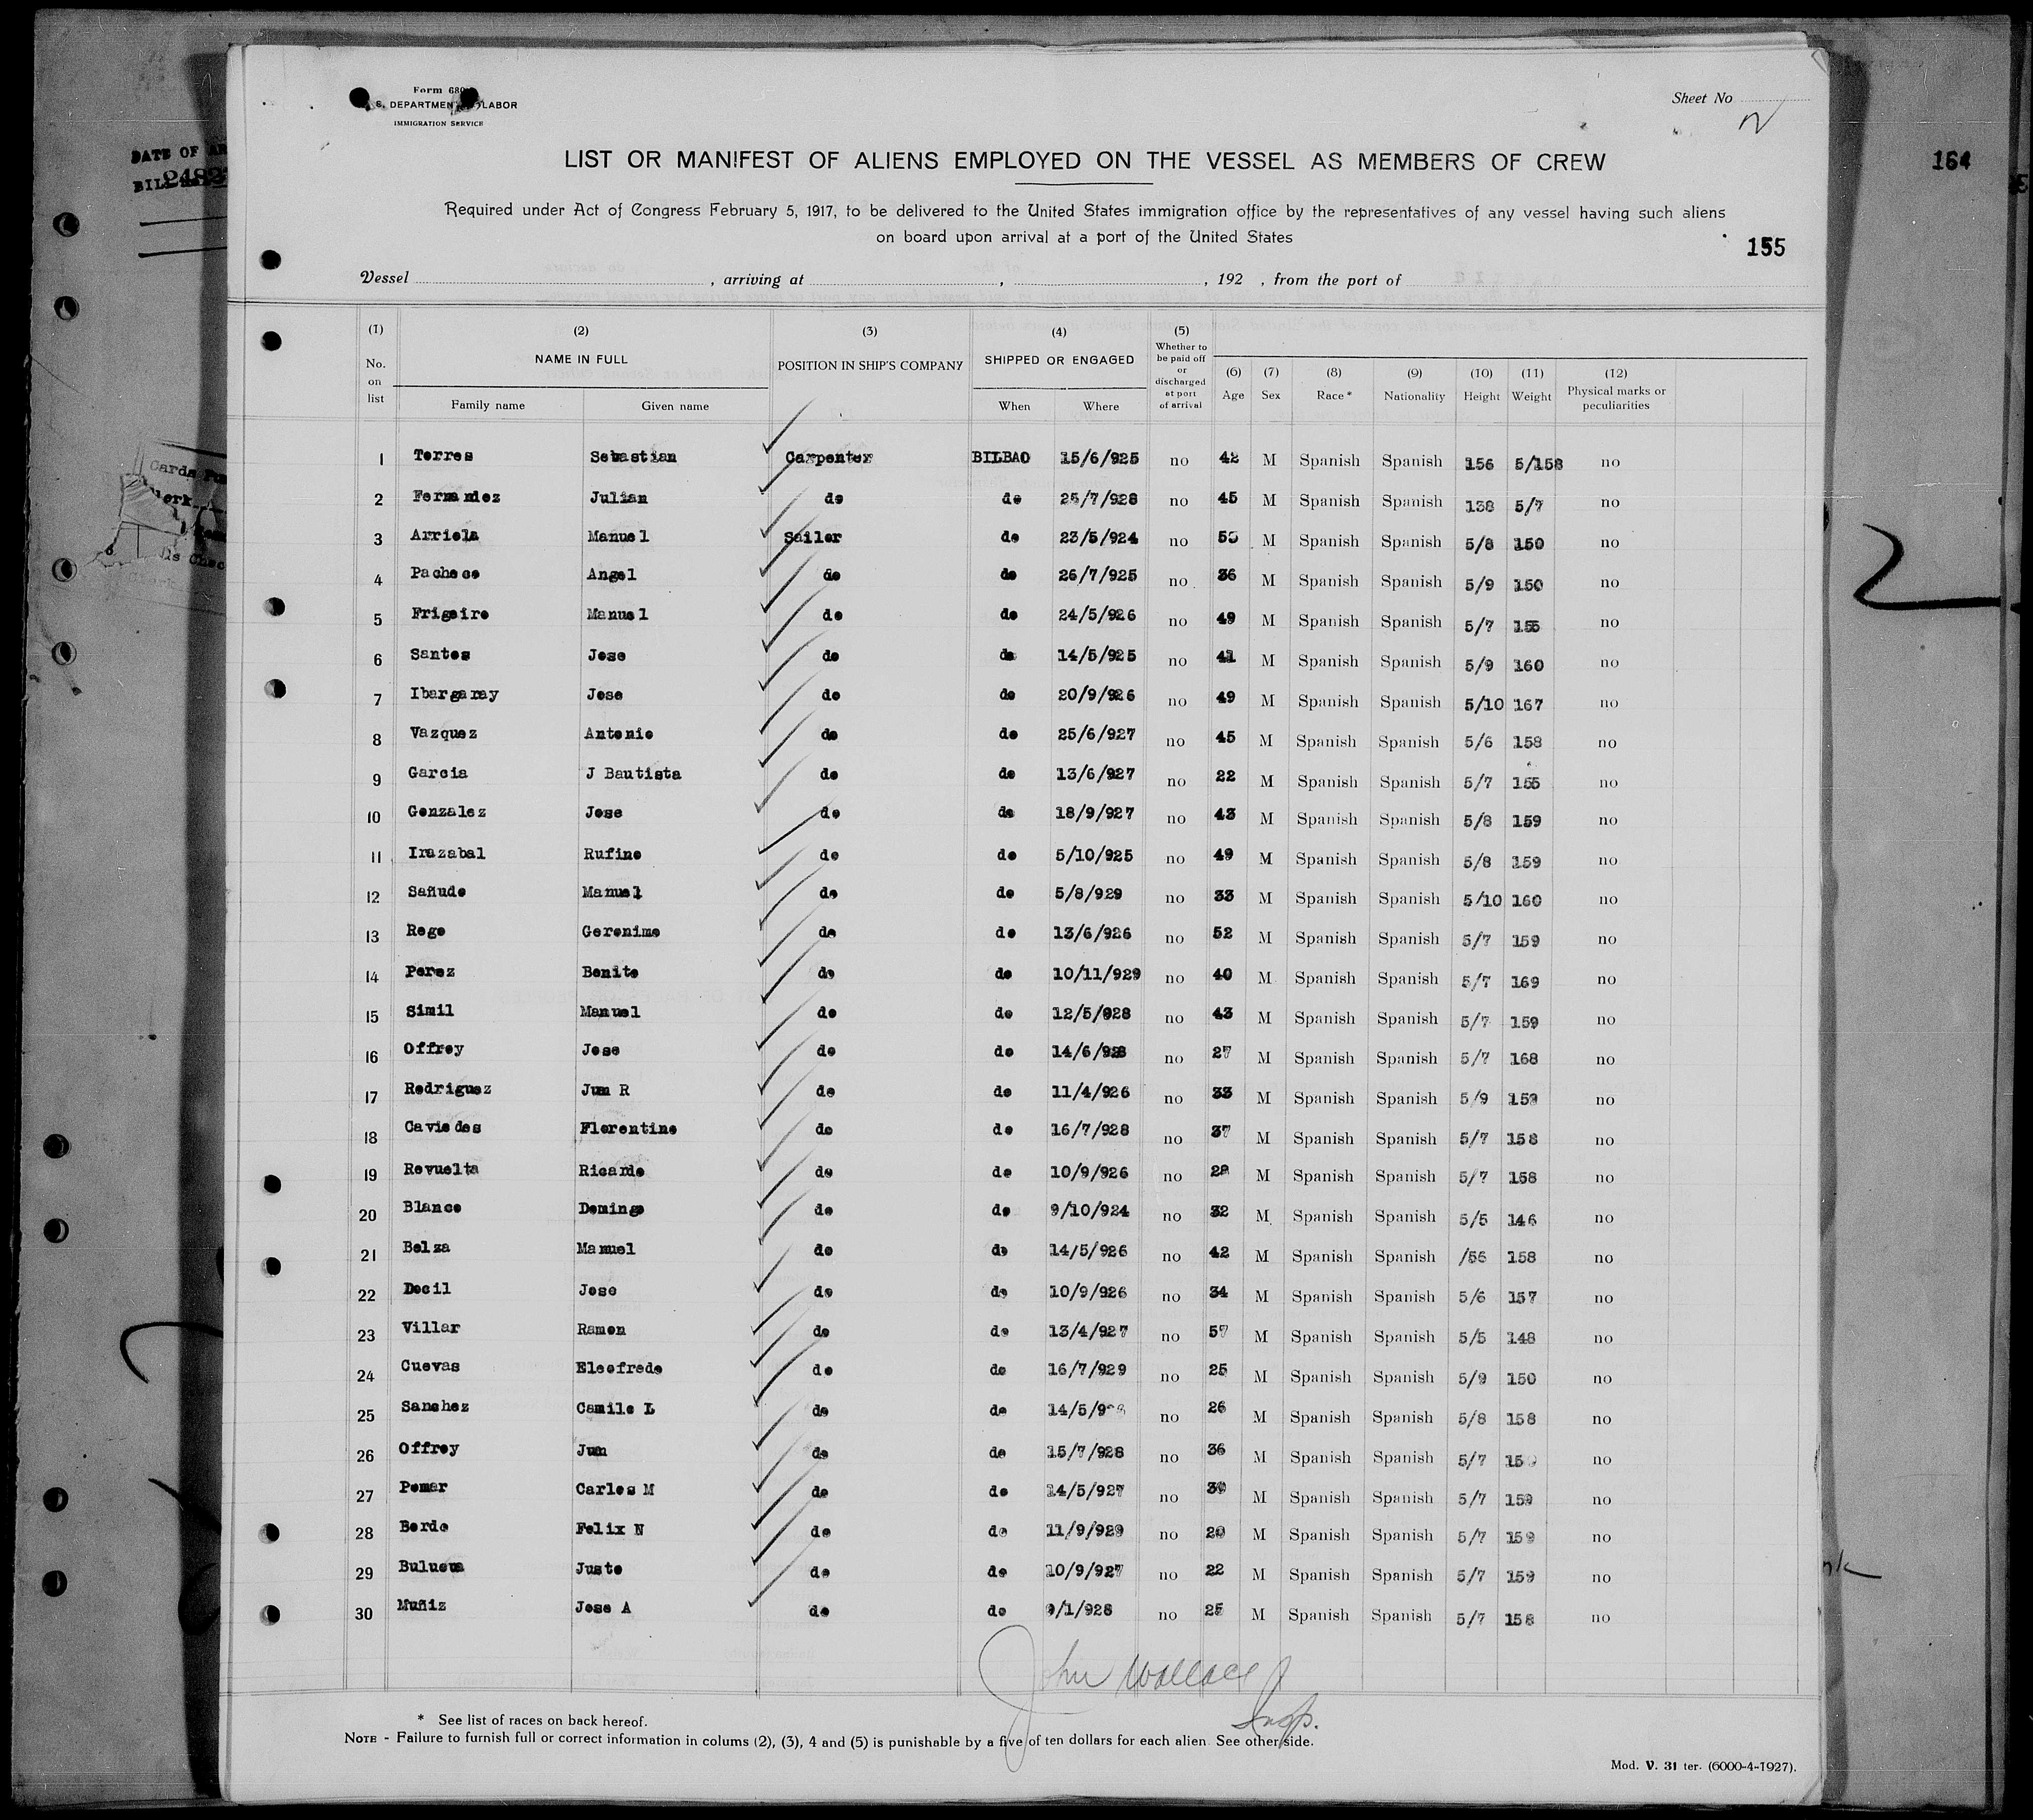 Form 680
S. DEPARTMENT LABOR
IMMIGRATION SERVICE
Sheet No
LIST OR MANIFEST OF ALIENS EMPLOYED ON THE VESSEL AS MEMBERS OF CREW
Required under Act of Congress February 5, 1917, to be delivered to the United States immigration office by the representatives of any vessel having such aliens
on board upon arrival at a port of the United States
155
164
DATE OF
Vessel , arriving at , , 192 , from the port of
(1) No. on list (2) NAME IN FULL Family name Given name (3) POSITION IN SHIP'S COMPANY (4) SHIPPED OR ENGAGED When Where (5) Whether to be paid off or discharged at port of arrival (6) Age (7) Sex (8) Race * (9) Nationality (10) Height (11) Weight (12) Physical marks or peculiarities
1 Torres Sebastian Carpenter BILBAO 15/6/925 no 42 M Spanish Spanish 156 5/158 no
2 Fernandez Julian do do 25/7/928 no 45 M Spanish Spanish 138 5/7 no
3 Arriola Manuel Sailor do 23/5/924 no M Spanish Spanish 5/8 150 no
4 Pacheco Angel do do 26/7/925 no 36 M Spanish Spanish 5/9 150 no
5 Frigeiro Manuel do do 24/5/926 no 49 M Spanish Spanish 5/7 155 no
6 Santos Jose do do 14/5/925 no 41 M Spanish Spanish 5/9 160 no
7 Ibargaray Jose do do 20/9/926 no 49 M Spanish Spanish 5/10 167 no
8 Vazquez Antonio do do 25/6/927 no 45 M Spanish Spanish 5/6 158 no
9 Garcia J Bautista do do 13/6/927 no 22 M Spanish Spanish 5/7 155 no
10 Gonzalez Jose do do 18/9/927 no 43 M Spanish Spanish 5/8 159 no
11 Irazabal Rufino do do 5/10/925 no 49 M Spanish Spanish 5/8 159 no
12 Sañudo Manuel do do 5/8/929 no 33 M Spanish Spanish 5/10 160 no
13 Rego Geronimo do do 13/6/926 no 52 M Spanish Spanish 5/7 159 no
14 Perez Benito do do 10/11/929 no 40 M Spanish Spanish 5/7 169 no
15 Simil Manuel do do 12/5/928 no 43 M Spanish Spanish 5/7 159 no
16 Offrey Jose do do 14/6/928 no 27 M Spanish Spanish 5/7 168 no
17 Rodriguez Juan R do do 11/4/926 no 33 M Spanish Spanish 5/9 no
18 Caviedes Florentino do do 16/7/928 no 37 M Spanish Spanish 5/7 158 no
19 Revuelta Ricardo do do 10/9/926 no M Spanish Spanish 5/7 158 no
20 Blanco Domingo do do 9/10/924 no 32 M Spanish Spanish 5/5 146 no
21 Belza Manuel do do 14/5/926 no 42 M Spanish Spanish /56 158 no
22 Docil Jose do do 10/9/926 no 34 M Spanish Spanish 5/6 157 no
23 Villar Ramon do do 13/4/927 no 57 M Spanish Spanish 5/5 148 no
24 Cuevas Eleofredo do do 16/7/929 no 25 M Spanish Spanish 5/9 150 no
25 Sanchez Camilo L do do no 26 M Spanish Spanish 5/8 158 no
26 Offrey Juan do do 15/7/928 no 36 M Spanish Spanish 5/7 no
27 Pomar Carlos M do do 14/5/927 no M Spanish Spanish 5/7 159 no
28 Berdo Felix N do do 11/9/929 no 20 M Spanish Spanish 5/7 159 no
29 Juste do do 10/9/927 no 22 M Spanish Spanish 5/7 159 no
30 Muñiz Jose A do do 9/1/928 no 25 M Spanish Spanish 5/7 158 no
John Wallace
Insp.
* See list of races on back hereof.
NOTE - Failure to furnish full or correct information in colums (2), (3), 4 and (5) is punishable by a five of ten dollars for each alien. See other side.
Mod. V. 31 ter. (6000-4-1927).